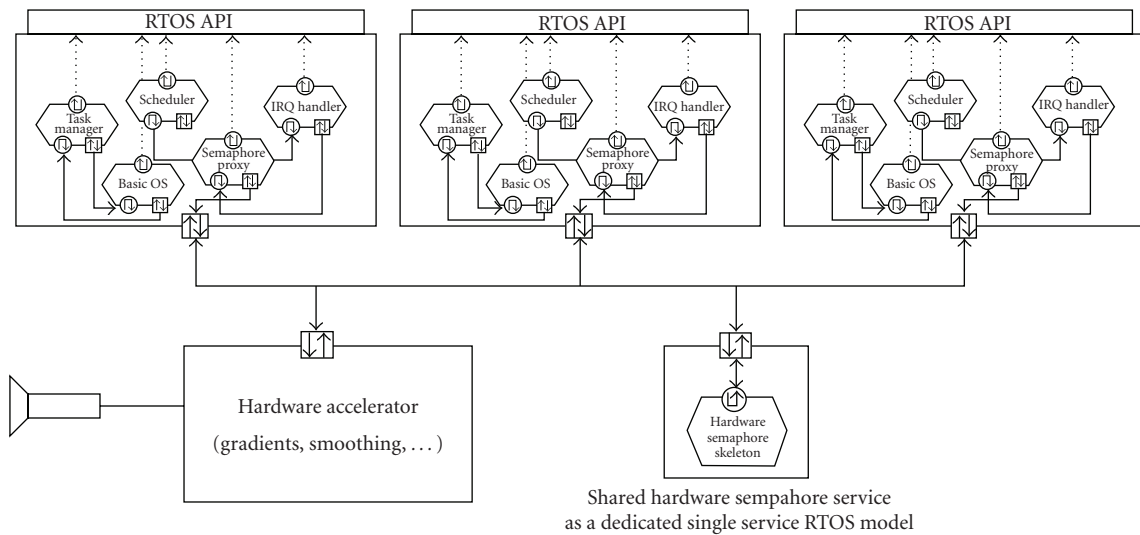 RTOS API
RTOS API
RTOS API
Scheduler
Task
manager
IRQ handler
Semaphore
proxy
Basic OS
Scheduler
Task
manager
IRQ handler
Semaphore
proxy
Basic OS
Scheduler
Task
manager
IRQ handler
Semaphore
proxy
Basic OS
Hardware accelerator
(gradients, smoothing, . . . )
Hardware
semaphore
skeleton
Shared hardware sempahore service
as a dedicated single service RTOS model